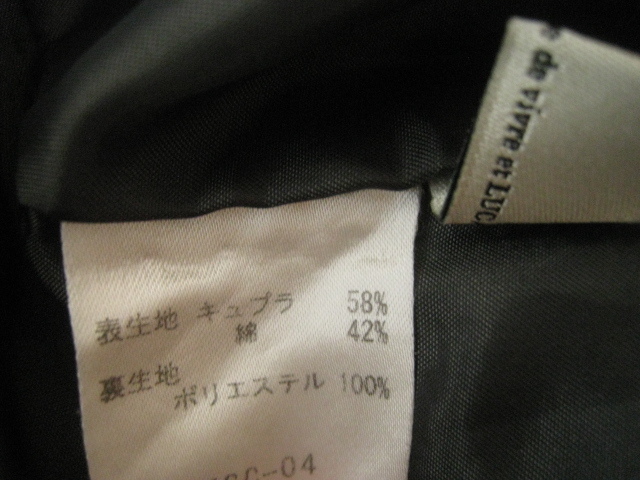 de vivre et LUC
表生地 キュプラ 58%
綿 42%
裏生地
ポリエステル 100%
-04